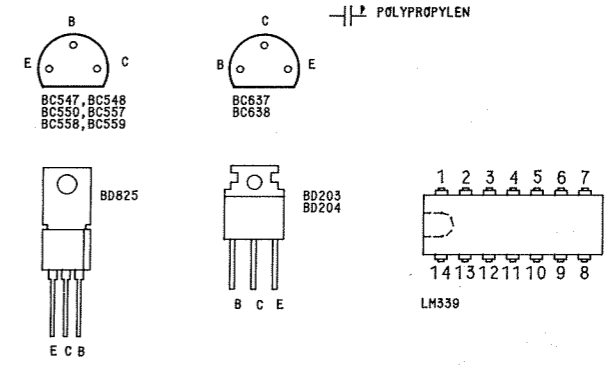 P POLYPROPYLEN
B
E C
BC547,BC548
BC550,BC557
BC558,BC559
C
B E
BC637
BC638
BD825
E C B
BD203
BD204
B C E
1 2 3 4 5 6 7
14 13 12 11 10 9 8
LM339